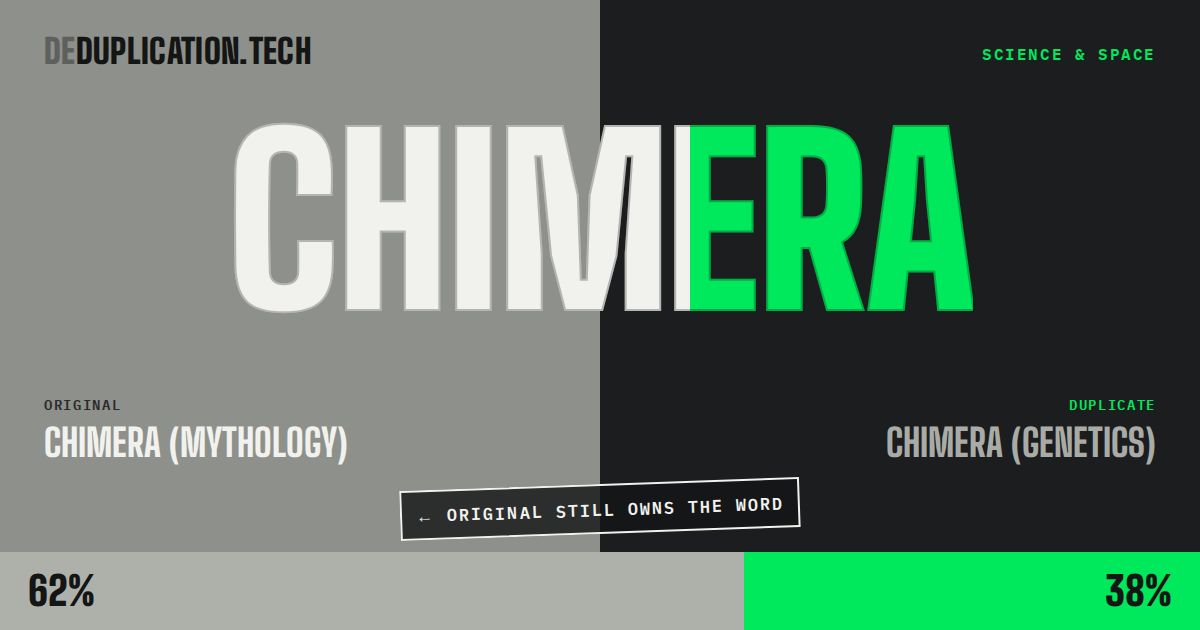 DEDUPLICATION.TECH
SCIENCE & SPACE
CHIMERA
ORIGINAL
CHIMERA (MYTHOLOGY)
DUPLICATE
CHIMERA (GENETICS)
← ORIGINAL STILL OWNS THE WORD
62%
38%